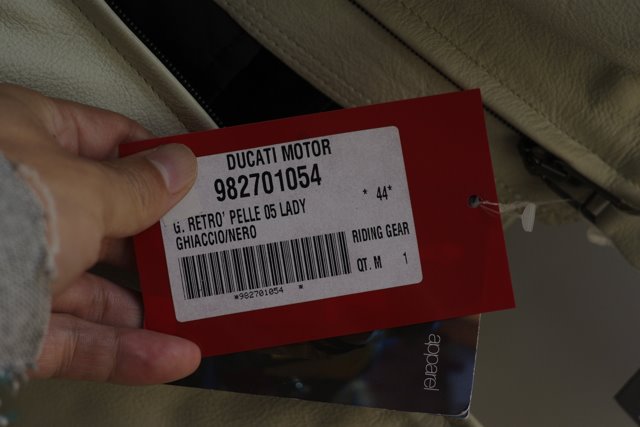 DUCATI MOTOR
982701054
* 44*
G. RETRO' PELLE 05 LADY
GHIACCIO/NERO
RIDING GEAR
QT. M 1
*982701054 *
apparel